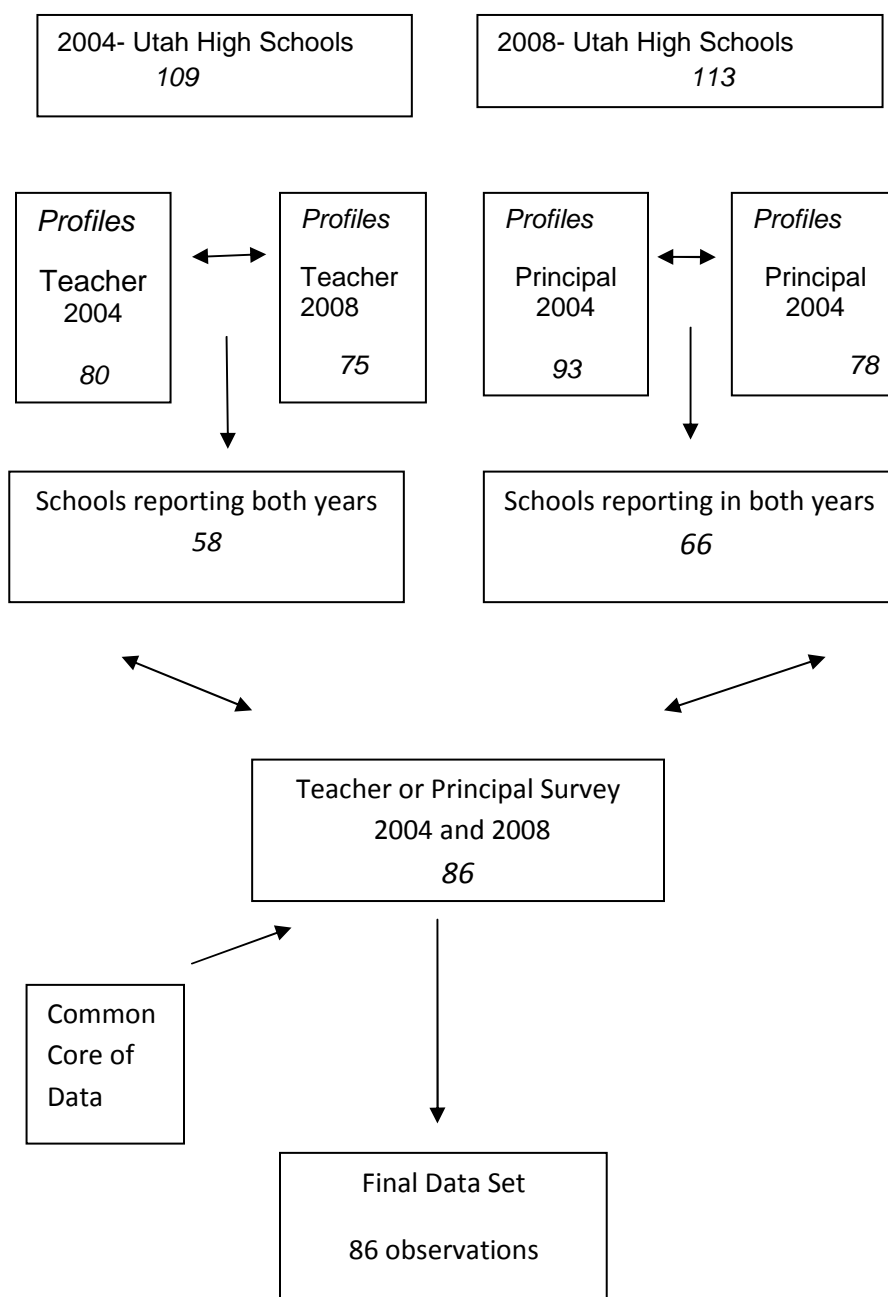 2004- Utah High Schools
109
2008- Utah High Schools
113
Profiles
Teacher
2004
80
Profiles
Teacher
2008
75
Profiles
Principal
2004
93
Profiles
Principal
2004
78
Schools reporting both years
58
Schools reporting in both years
66
Teacher or Principal Survey
2004 and 2008
86
Common
Core of
Data
Final Data Set
86 observations